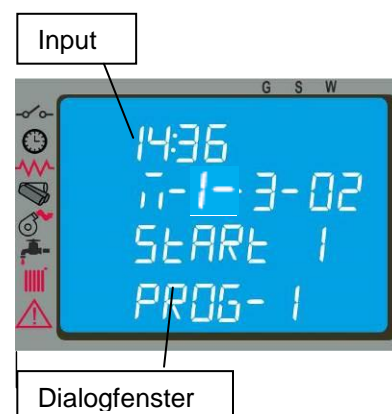 Input
G S W
14:36
M-1-3-02
StARt 1
PROG-1
Dialogfenster